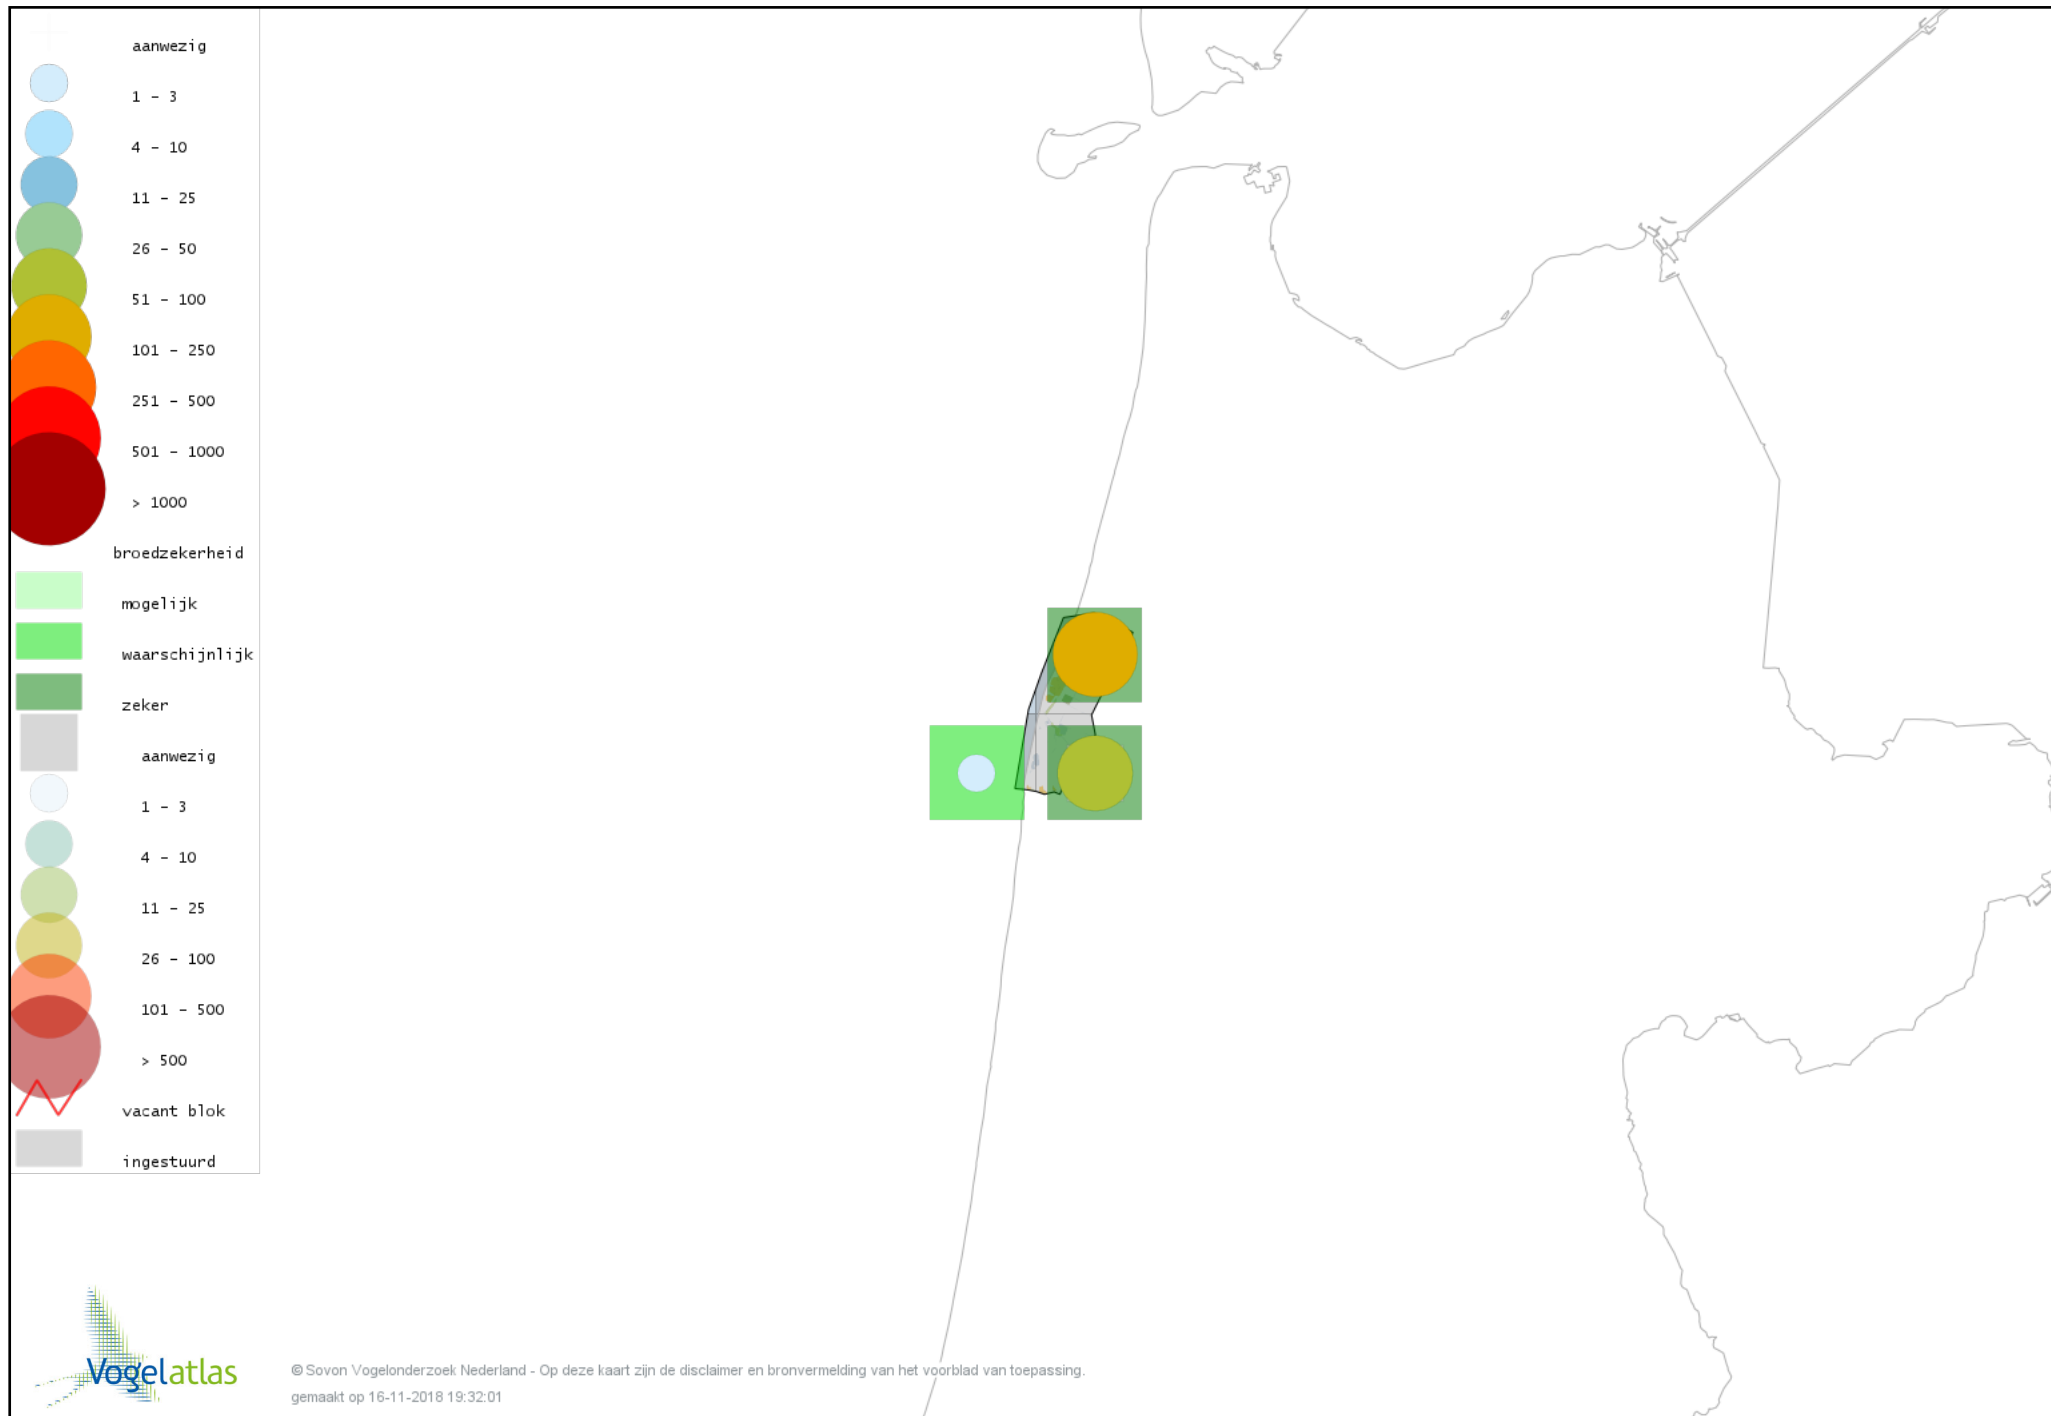 aanwezig
1 - 3
4 - 10
11 - 25
26 - 50
51 - 100
101 - 250
251 - 500
501 - 1000
> 1000
broedzekerheid
mogelijk
waarschijnlijk
zeker
aanwezig
1 - 3
4 - 10
11 - 25
26 - 100
101 - 500
> 500
vacant blok
ingestuurd
Vogelatlas
© Sovon Vogelonderzoek Nederland - Op deze kaart zijn de disclaimer en bronvermelding van het voorblad van toepassing.
gemaakt op 16-11-2018 19:32:01